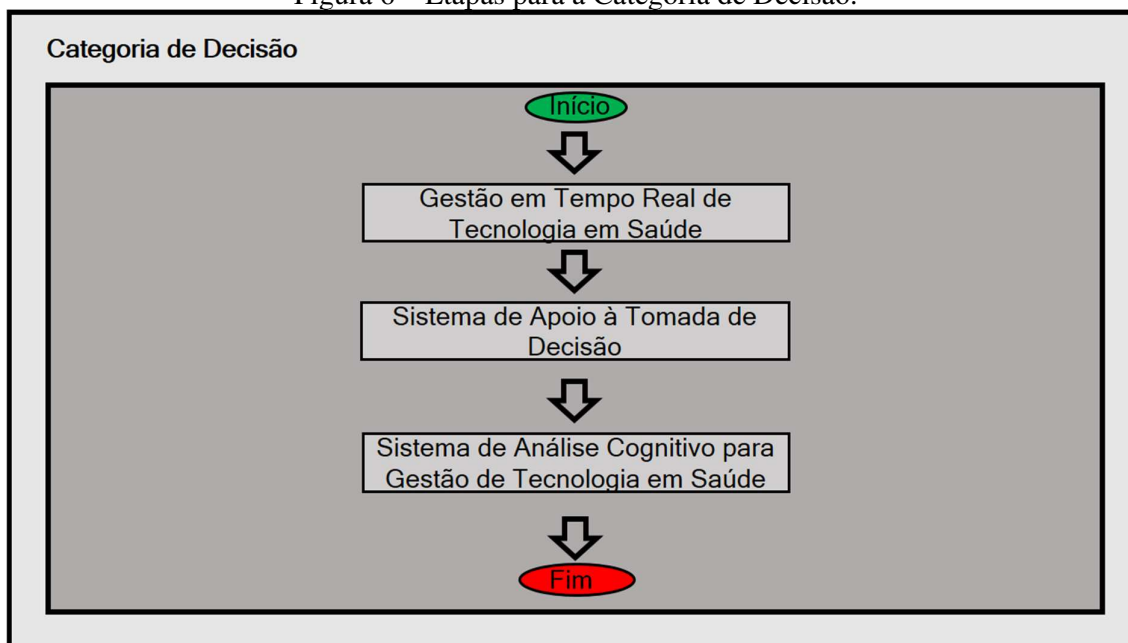 Figura 6 – Etapas para a Categoria de Decisão.
Categoria de Decisão
Início
Gestão em Tempo Real de
Tecnologia em Saúde
Sistema de Apoio à Tomada de
Decisão
Sistema de Análise Cognitivo para
Gestão de Tecnologia em Saúde
Fim